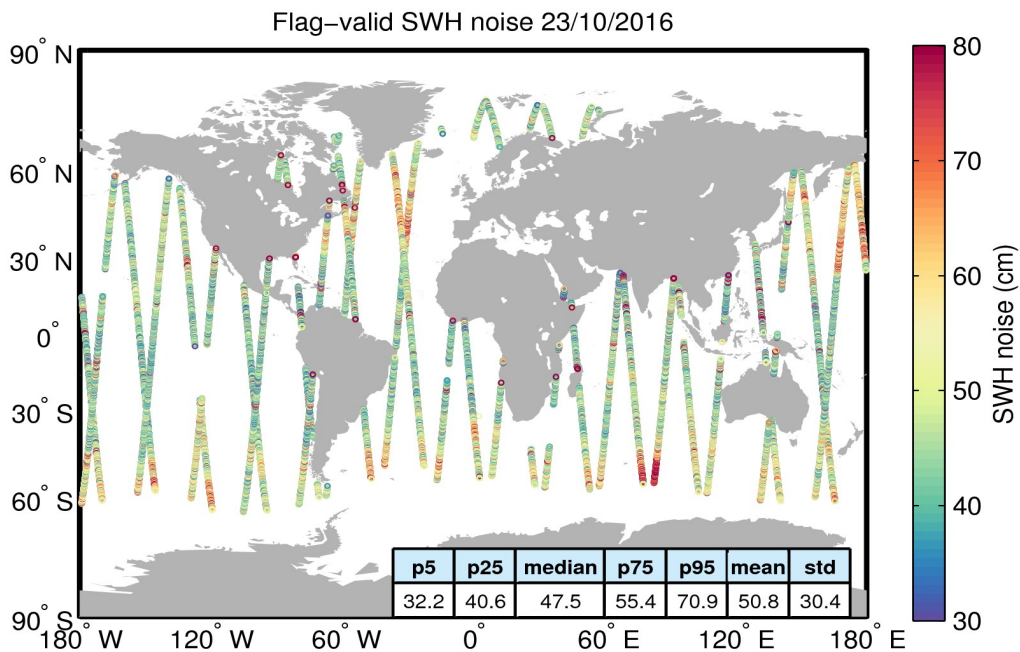 Flag−valid SWH noise 23/10/2016
90° N
60° N
30° N
0°
30° S
60° S
90° S
180° W
120° W
60° W
0°
60° E
120° E
180° E
p5 p25 median p75 p95 mean std
32.2 40.6 47.5 55.4 70.9 50.8 30.4
80
70
60
50
40
30
SWH noise (cm)